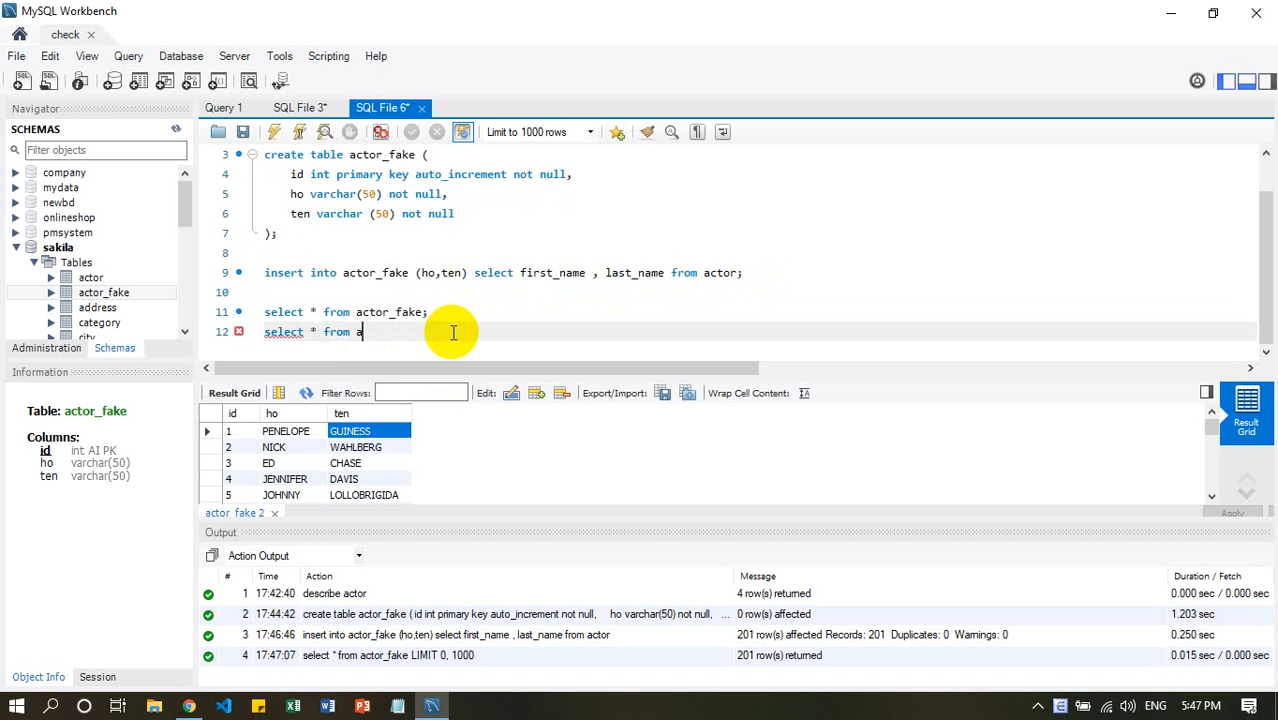 MySQL Workbench
check
File Edit View Query Database Server Tools Scripting Help
Navigator
SCHEMAS
Filter objects
company
mydata
newbd
onlineshop
pmsystem
sakila
Tables
actor
actor_fake
address
category
city
Administration Schemas
Information
Table: actor_fake
Columns:
id int AI PK
ho varchar(50)
ten varchar(50)
Object Info Session
Query 1 SQL File 3* SQL File 6*
Limit to 1000 rows
3 create table actor_fake (
4 id int primary key auto_increment not null,
5 ho varchar(50) not null,
6 ten varchar (50) not null
7 );
8
9 insert into actor_fake (ho,ten) select first_name , last_name from actor;
10
11 select * from actor_fake;
12 select * from a
Result Grid Filter Rows: Edit: Export/Import: Wrap Cell Content:
id ho ten
1 PENELOPE GUINESS
2 NICK WAHLBERG
3 ED CHASE
4 JENNIFER DAVIS
5 JOHNNY LOLLOBRIGIDA
Result
Grid
actor_fake 2 Apply
Output
Action Output
# Time Action Message Duration / Fetch
1 17:42:40 describe actor 4 row(s) returned 0.000 sec / 0.000 sec
2 17:44:42 create table actor_fake ( id int primary key auto_increment not null, ho varchar(50) not null, ... 0 row(s) affected 1.203 sec
3 17:46:46 insert into actor_fake (ho,ten) select first_name , last_name from actor 201 row(s) affected Records: 201 Duplicates: 0 Warnings: 0 0.250 sec
4 17:47:07 select * from actor_fake LIMIT 0, 1000 201 row(s) returned 0.015 sec / 0.000 sec
ENG 5:47 PM